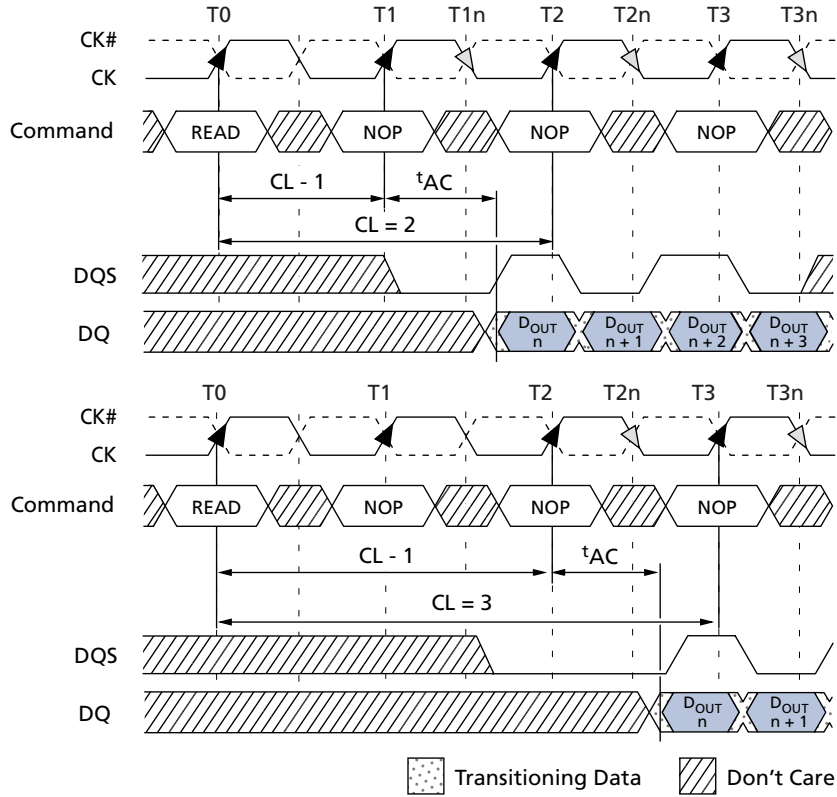 T0 T1 T1n T2 T2n T3 T3n
CK#
CK
Command READ NOP NOP NOP
CL - 1 tAC
CL = 2
DQS
DQ DOUT n DOUT n + 1 DOUT n + 2 DOUT n + 3
T0 T1 T2 T2n T3 T3n
CK#
CK
Command READ NOP NOP NOP
CL - 1 tAC
CL = 3
DQS
DQ DOUT n DOUT n + 1
Transitioning Data Don't Care